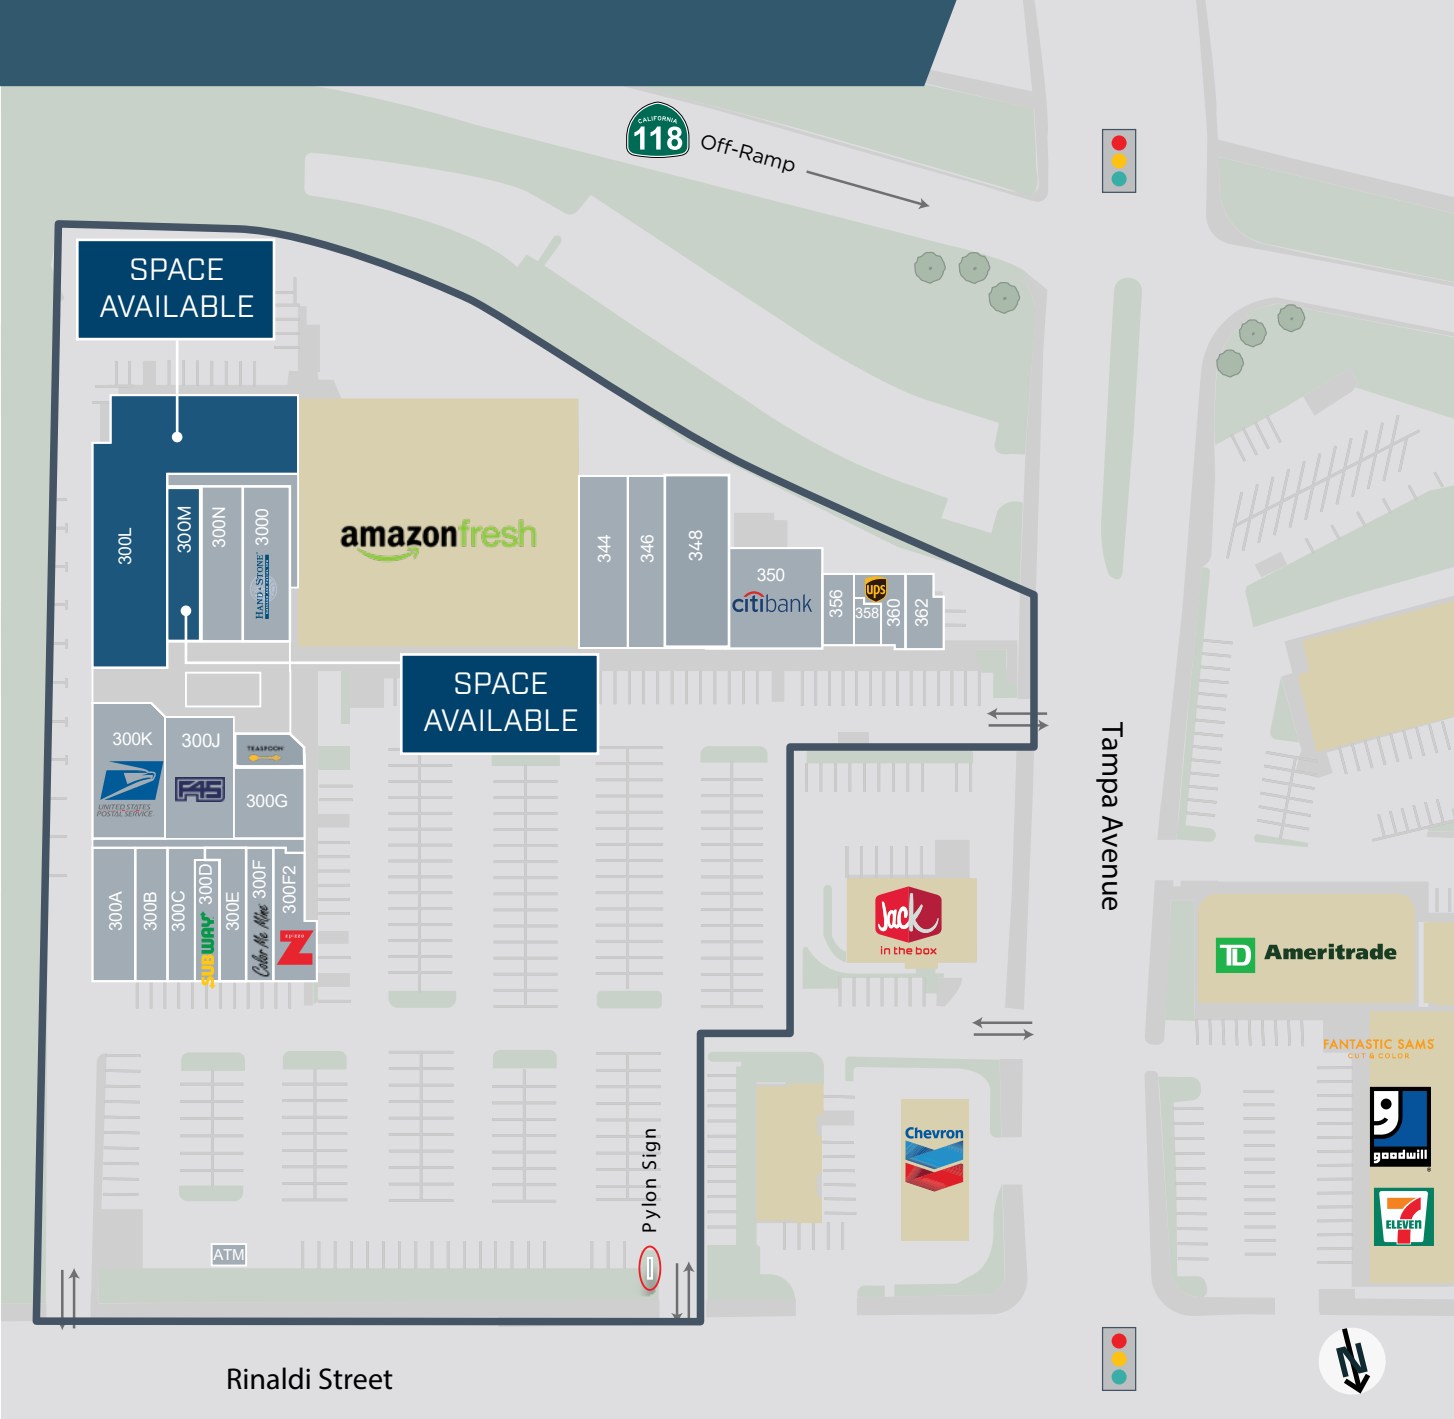 CALIFORNIA
118
Off-Ramp
SPACE
AVAILABLE
300L
300M
300N
3000
HAND & STONE
amazonfresh
344
346
348
350
citibank
356
ups
358
360
362
SPACE
AVAILABLE
300K
UNITED STATES
POSTAL SERVICE
300J
F45
TEASPOON
300G
300A
300B
300C
300D
SUBWAY
300E
300F
Color Me Mine
300F2
pizza
Z
Tampa Avenue
Jack
in the box
TD Ameritrade
FANTASTIC SAMS
CUT & COLOR
goodwill
7
ELEVEN
Chevron
Pylon Sign
ATM
Rinaldi Street
N